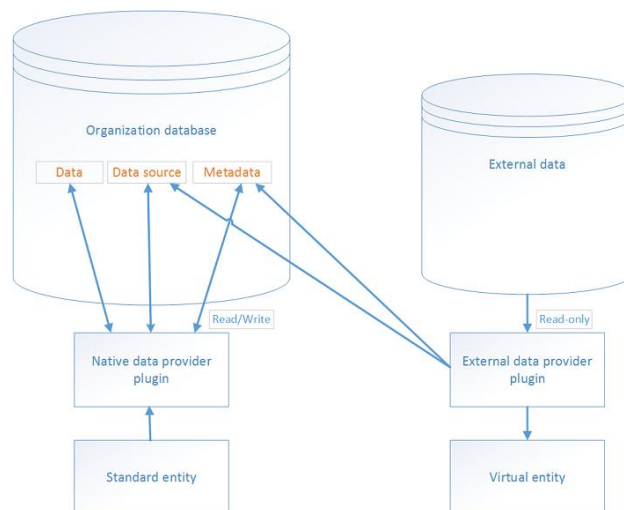 Organization database
External data
Data
Data source
Metadata
Read/Write
Read-only
Native data provider
plugin
External data provider
plugin
Standard entity
Virtual entity